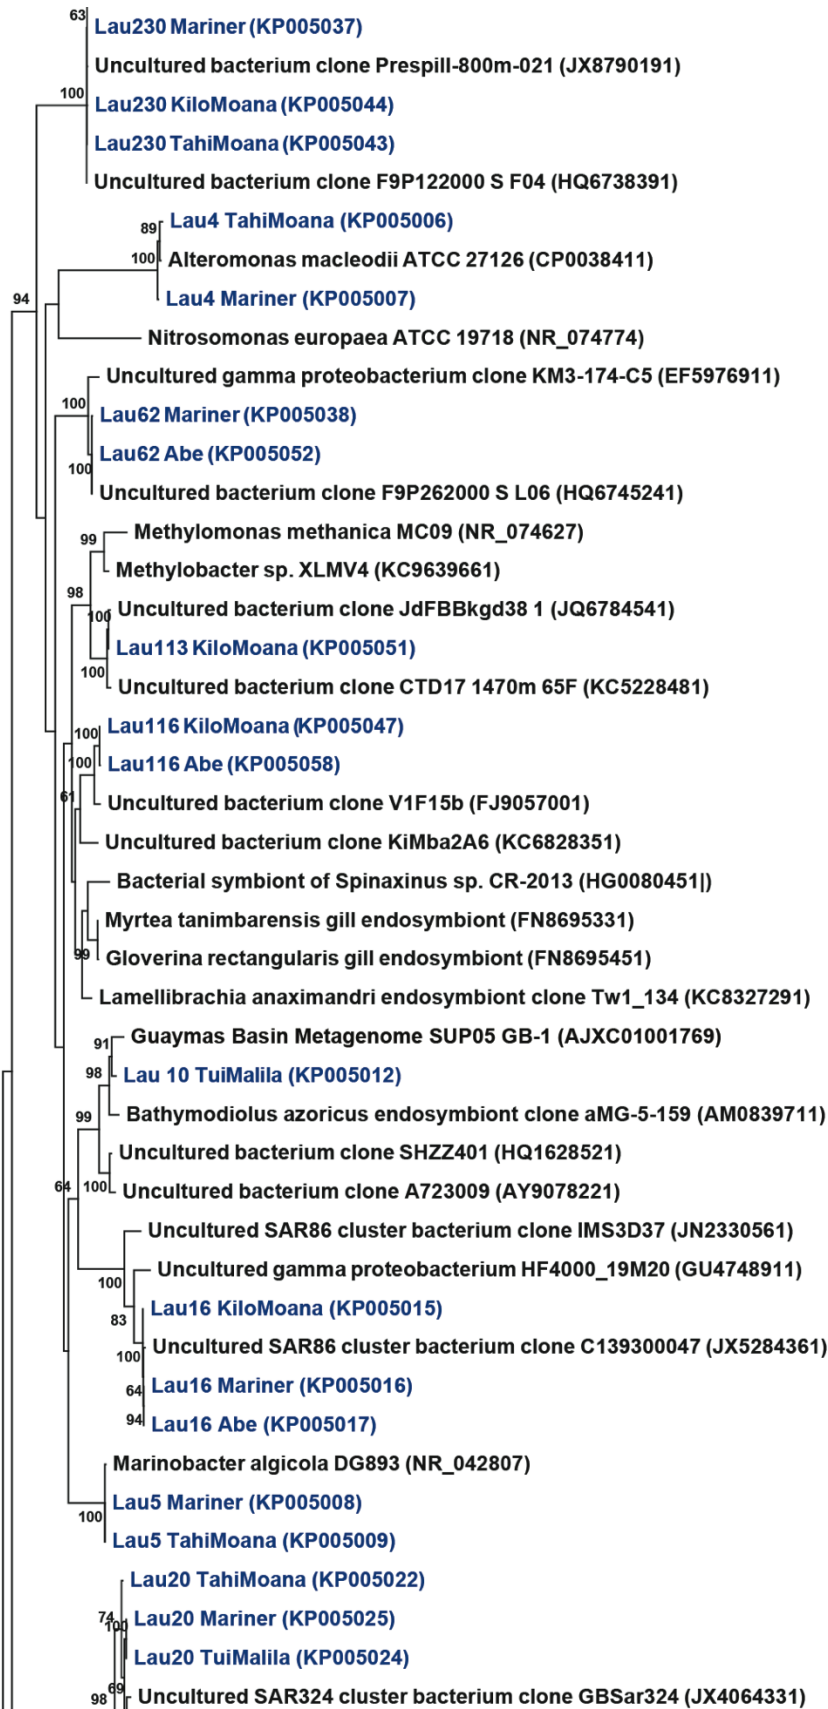 63
Lau230 Mariner (KP005037)
Uncultured bacterium clone Prespill-800m-021 (JX8790191)
100
Lau230 KiloMoana (KP005044)
Lau230 TahiMoana (KP005043)
Uncultured bacterium clone F9P122000 S F04 (HQ6738391)
Lau4 TahiMoana (KP005006)
89
100
Alteromonas macleodii ATCC 27126 (CP0038411)
94
Lau4 Mariner (KP005007)
Nitrosomonas europaea ATCC 19718 (NR_074774)
Uncultured gamma proteobacterium clone KM3-174-C5 (EF5976911)
100
Lau62 Mariner (KP005038)
Lau62 Abe (KP005052)
100
Uncultured bacterium clone F9P262000 S L06 (HQ6745241)
Methylomonas methanica MC09 (NR_074627)
99
Methylobacter sp. XLMV4 (KC9639661)
98
Uncultured bacterium clone JdFBBkgd38 1 (JQ6784541)
100
Lau113 KiloMoana (KP005051)
100
Uncultured bacterium clone CTD17 1470m 65F (KC5228481)
Lau116 KiloMoana (KP005047)
100
Lau116 Abe (KP005058)
100
61
Uncultured bacterium clone V1F15b (FJ9057001)
Uncultured bacterium clone KiMba2A6 (KC6828351)
Bacterial symbiont of Spinaxinus sp. CR-2013 (HG0080451|)
Myrtea tanimbarensis gill endosymbiont (FN8695331)
99
Gloverina rectangularis gill endosymbiont (FN8695451)
Lamellibrachia anaximandri endosymbiont clone Tw1_134 (KC8327291)
Guaymas Basin Metagenome SUP05 GB-1 (AJXC01001769)
91
98
Lau 10 TuiMalila (KP005012)
99
Bathymodiolus azoricus endosymbiont clone aMG-5-159 (AM0839711)
Uncultured bacterium clone SHZZ401 (HQ1628521)
64
100
Uncultured bacterium clone A723009 (AY9078221)
Uncultured SAR86 cluster bacterium clone IMS3D37 (JN2330561)
100
Uncultured gamma proteobacterium HF4000_19M20 (GU4748911)
Lau16 KiloMoana (KP005015)
83
100
Uncultured SAR86 cluster bacterium clone C139300047 (JX5284361)
64
Lau16 Mariner (KP005016)
94
Lau16 Abe (KP005017)
Marinobacter algicola DG893 (NR_042807)
Lau5 Mariner (KP005008)
100
Lau5 TahiMoana (KP005009)
Lau20 TahiMoana (KP005022)
74
100
Lau20 Mariner (KP005025)
Lau20 TuiMalila (KP005024)
69
98
Uncultured SAR324 cluster bacterium clone GBSar324 (JX4064331)